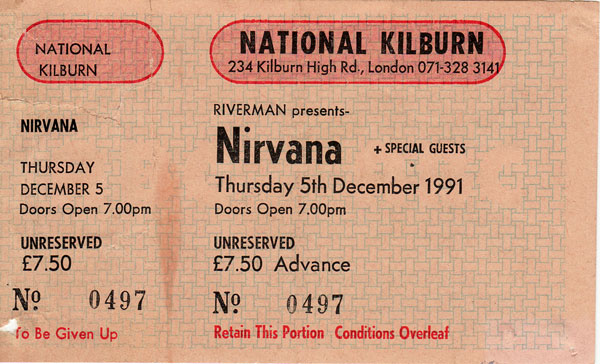 NATIONAL
KILBURN
NIRVANA
THURSDAY
DECEMBER 5
Doors Open 7.00pm
UNRESERVED
£7.50
Nº 0497
To Be Given Up
NATIONAL KILBURN
234 Kilburn High Rd., London 071-328 3141
RIVERMAN presents-
Nirvana + SPECIAL GUESTS
Thursday 5th December 1991
Doors Open 7.00pm
UNRESERVED
£7.50 Advance
Nº 0497
Retain This Portion Conditions Overleaf